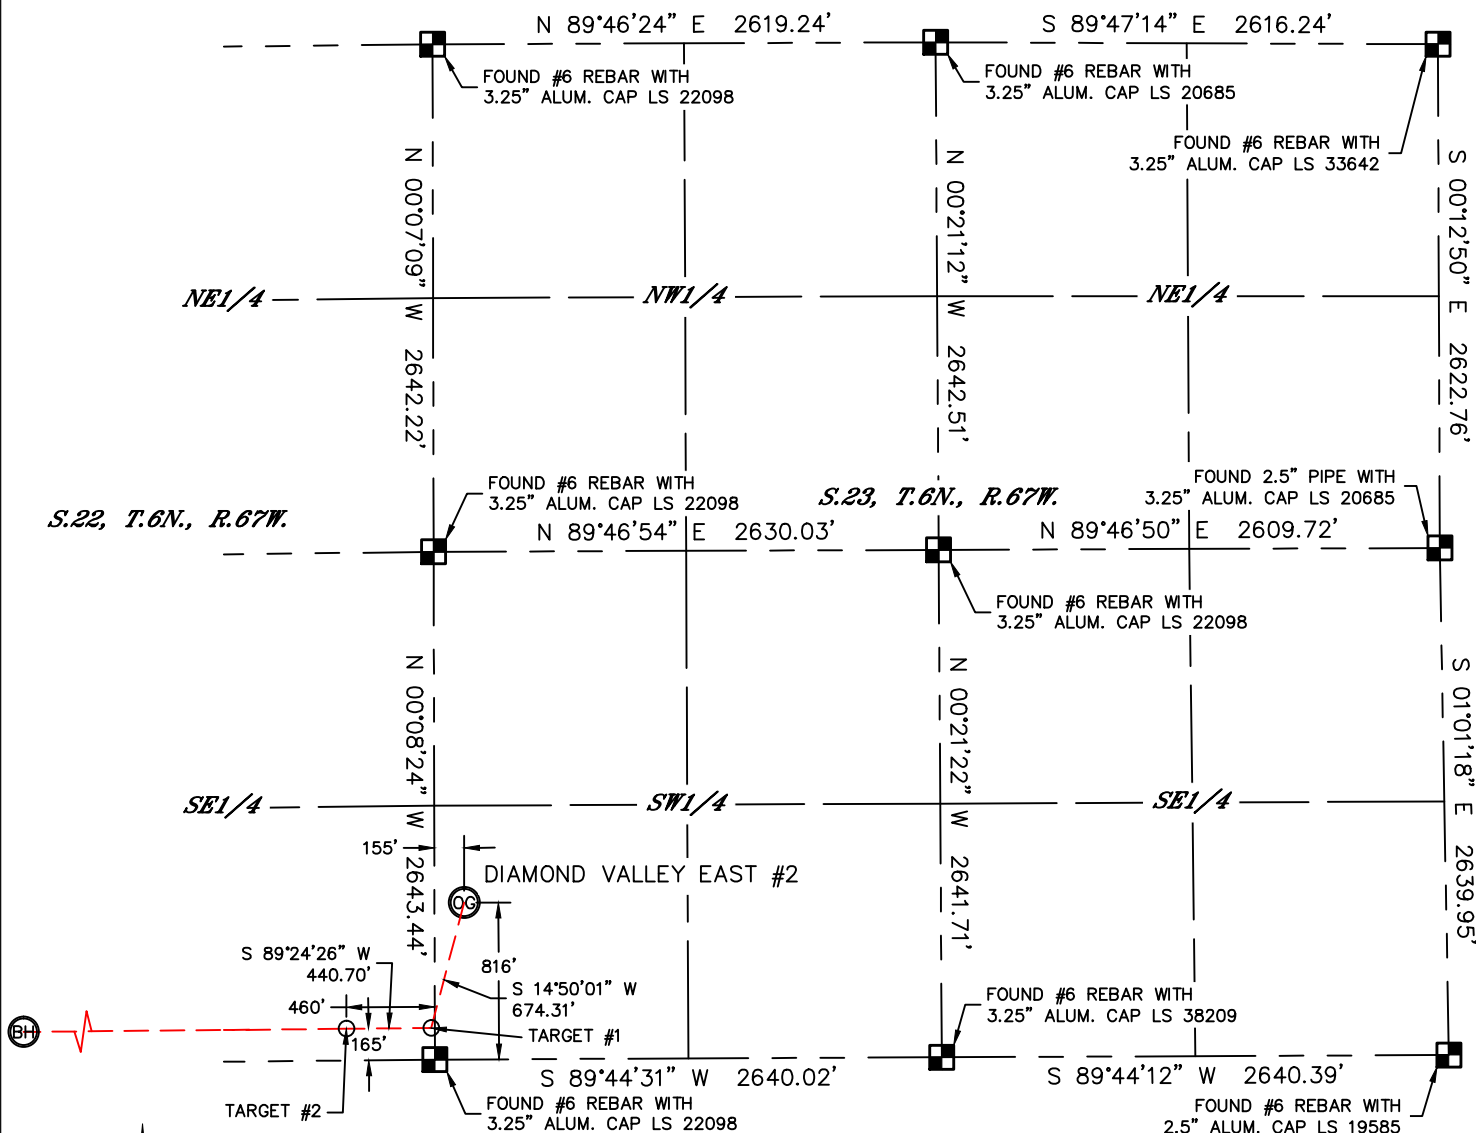 N 89°46'24" E 2619.24'
S 89°47'14" E 2616.24'
FOUND #6 REBAR WITH
3.25" ALUM. CAP LS 22098
FOUND #6 REBAR WITH
3.25" ALUM. CAP LS 20685
FOUND #6 REBAR WITH
3.25" ALUM. CAP LS 33642
N 00°07'09" W 2642.22'
N 00°21'12" W 2642.51'
S 00°12'50" E 2622.76'
NE1/4
NW1/4
NE1/4
FOUND #6 REBAR WITH
3.25" ALUM. CAP LS 22098
S.22, T.6N., R.67W.
S.23, T.6N., R.67W.
FOUND 2.5" PIPE WITH
3.25" ALUM. CAP LS 20685
N 89°46'54" E 2630.03'
N 89°46'50" E 2609.72'
FOUND #6 REBAR WITH
3.25" ALUM. CAP LS 22098
N 00°08'24" W 2643.44'
N 00°21'22" W 2641.71'
S 01°01'18" E 2639.95'
SE1/4
SW1/4
SE1/4
155'
DIAMOND VALLEY EAST #2
OG
S 89°24'26" W
440.70'
816'
S 14°50'01" W
674.31'
460'
BH
165'
TARGET #1
FOUND #6 REBAR WITH
3.25" ALUM. CAP LS 38209
S 89°44'31" W 2640.02'
S 89°44'12" W 2640.39'
TARGET #2
FOUND #6 REBAR WITH
3.25" ALUM. CAP LS 22098
FOUND #6 REBAR WITH
2.5" ALUM. CAP LS 19585